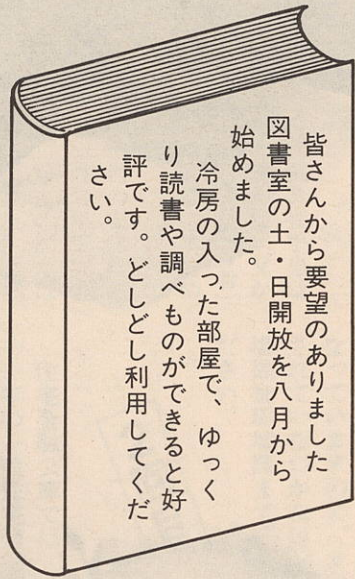 皆さんから要望のありました
図書室の土・日開放を八月から
始めました。
冷房の入った部屋で、ゆっく
り読書や調べものができると好
評です。どしどし利用してくだ
さい。